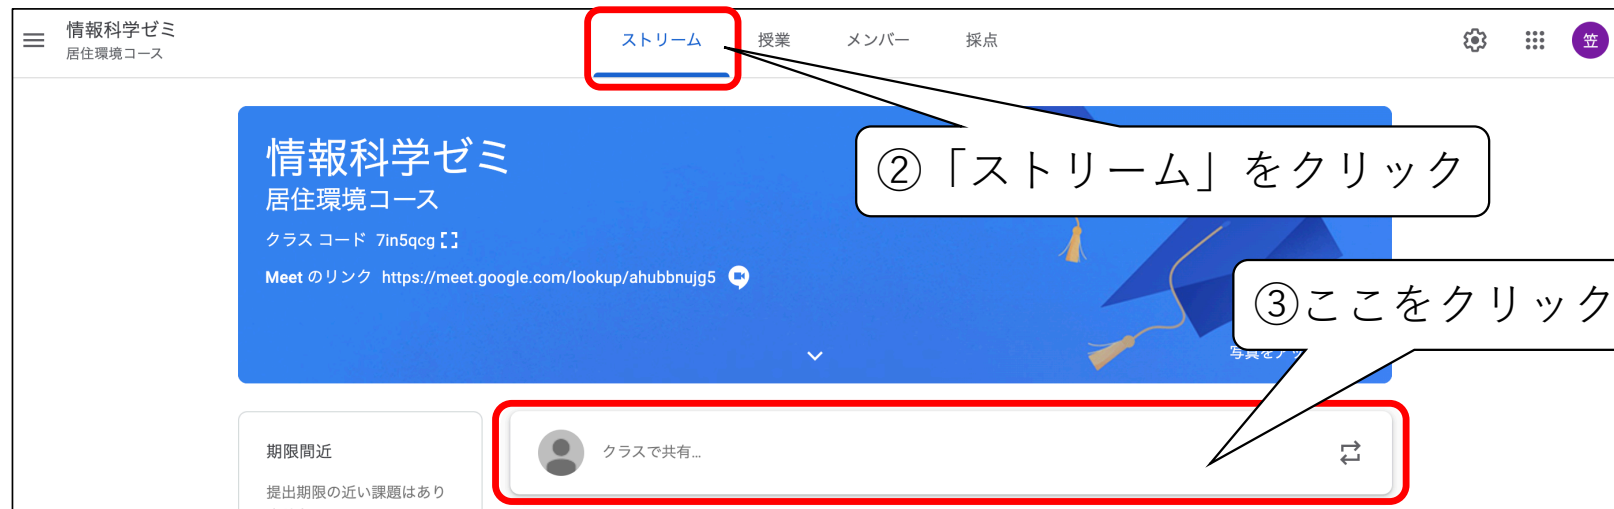 情報科学ゼミ
居住環境コース
ストリーム 授業 メンバー 採点
笠
②「ストリーム」をクリック
情報科学ゼミ
居住環境コース
クラス コード 7in5qcg
Meet のリンク https://meet.google.com/lookup/ahubbnujg5
③ここをクリック
写真をアッ
期限間近
クラスで共有...
提出期限の近い課題はあり